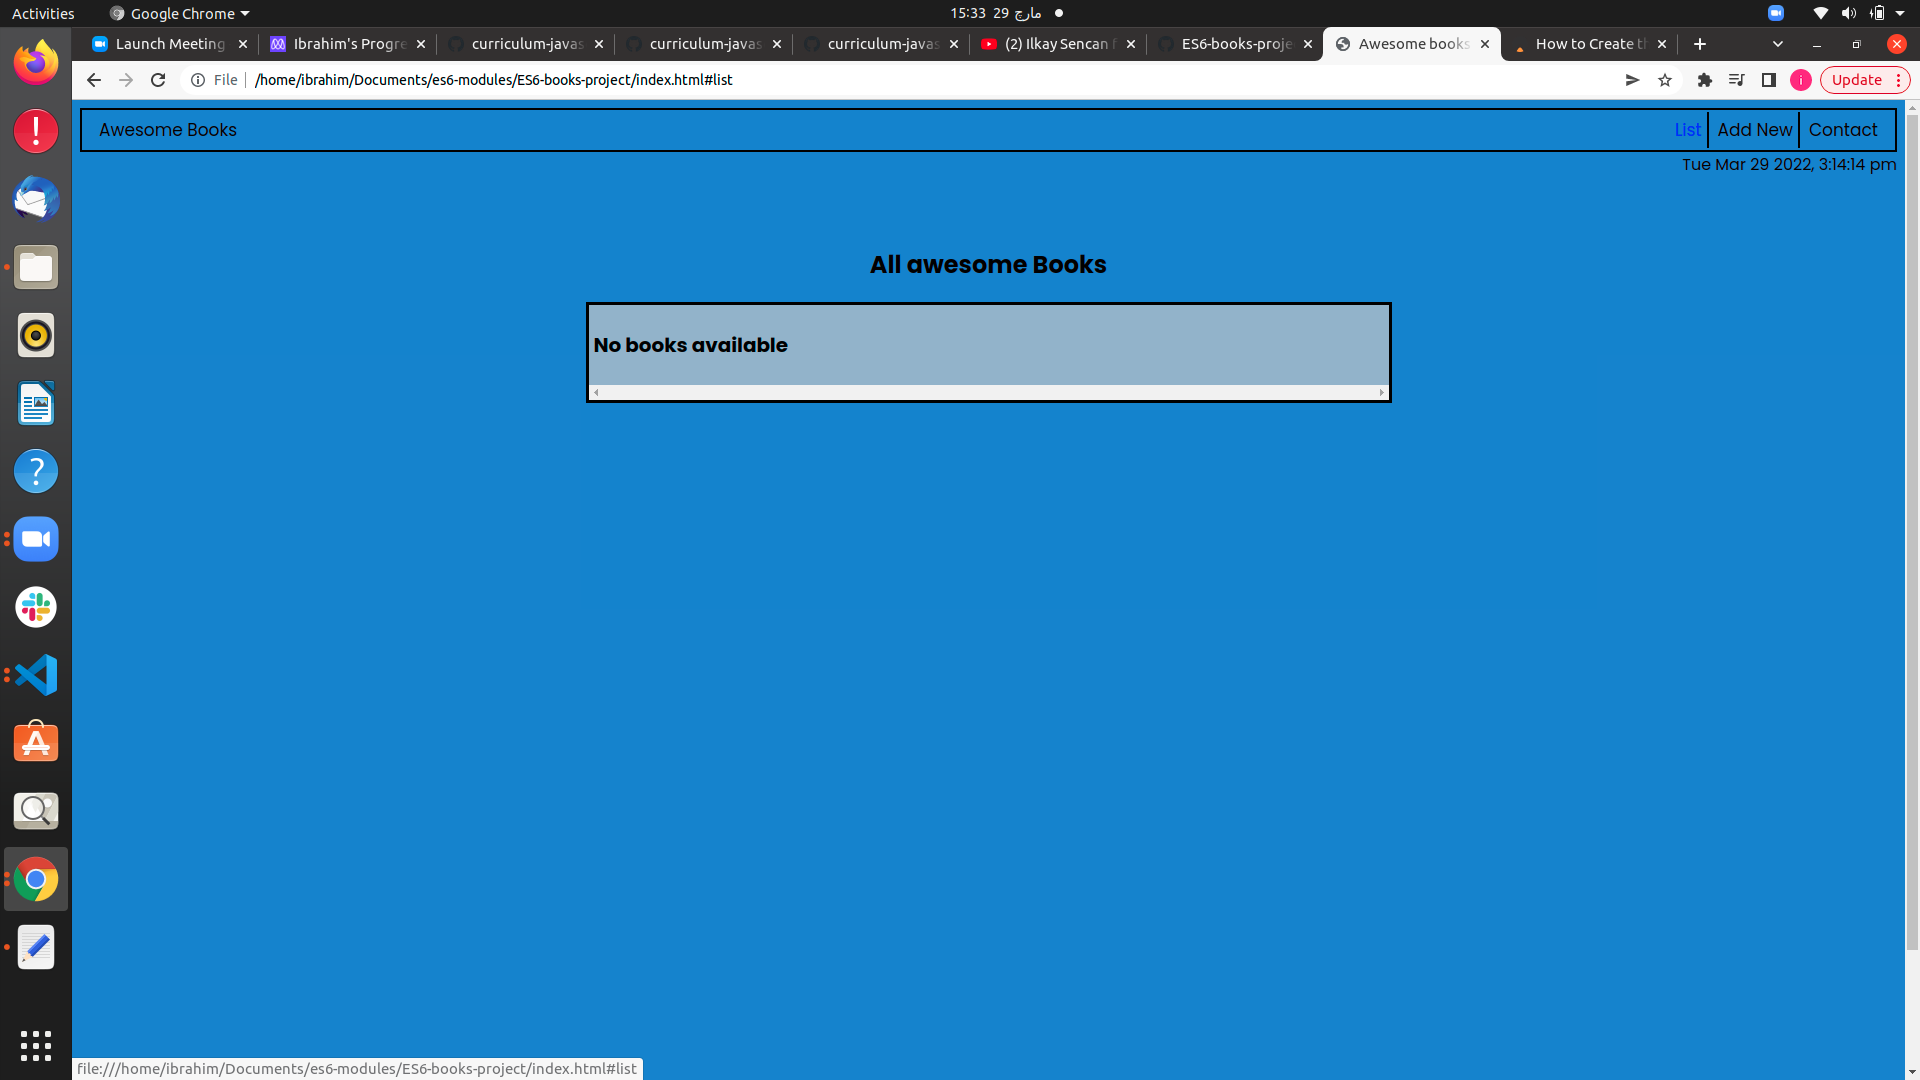 Activities
Google Chrome
15:33 29 مارچ
Launch Meeting
Ibrahim's Progre
curriculum-javas
curriculum-javas
curriculum-javas
(2) Ilkay Sencan f
ES6-books-proje
Awesome books
How to Create th
File
/home/ibrahim/Documents/es6-modules/ES6-books-project/index.html#list
i
Update
Awesome Books
List
Add New
Contact
Tue Mar 29 2022, 3:14:14 pm
All awesome Books
No books available
file:///home/ibrahim/Documents/es6-modules/ES6-books-project/index.html#list